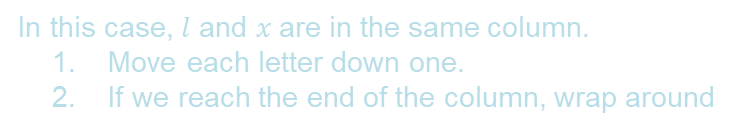 In this case, l and x are in the same column.
1. Move each letter down one.
2. If we reach the end of the column, wrap around